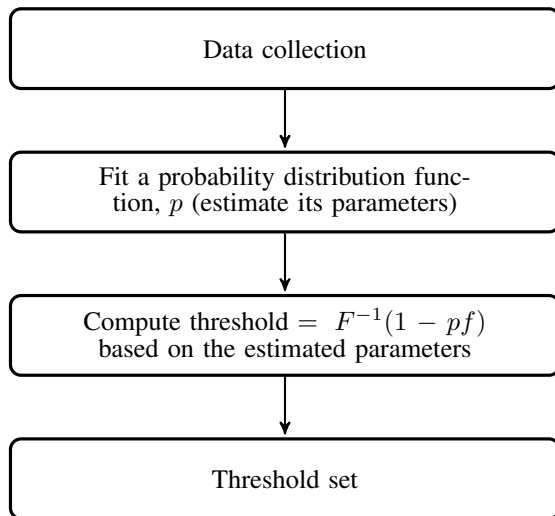 Data collection
Fit a probability distribution func-
tion, p (estimate its parameters)
Compute threshold = F⁻¹(1 − pf)
based on the estimated parameters
Threshold set